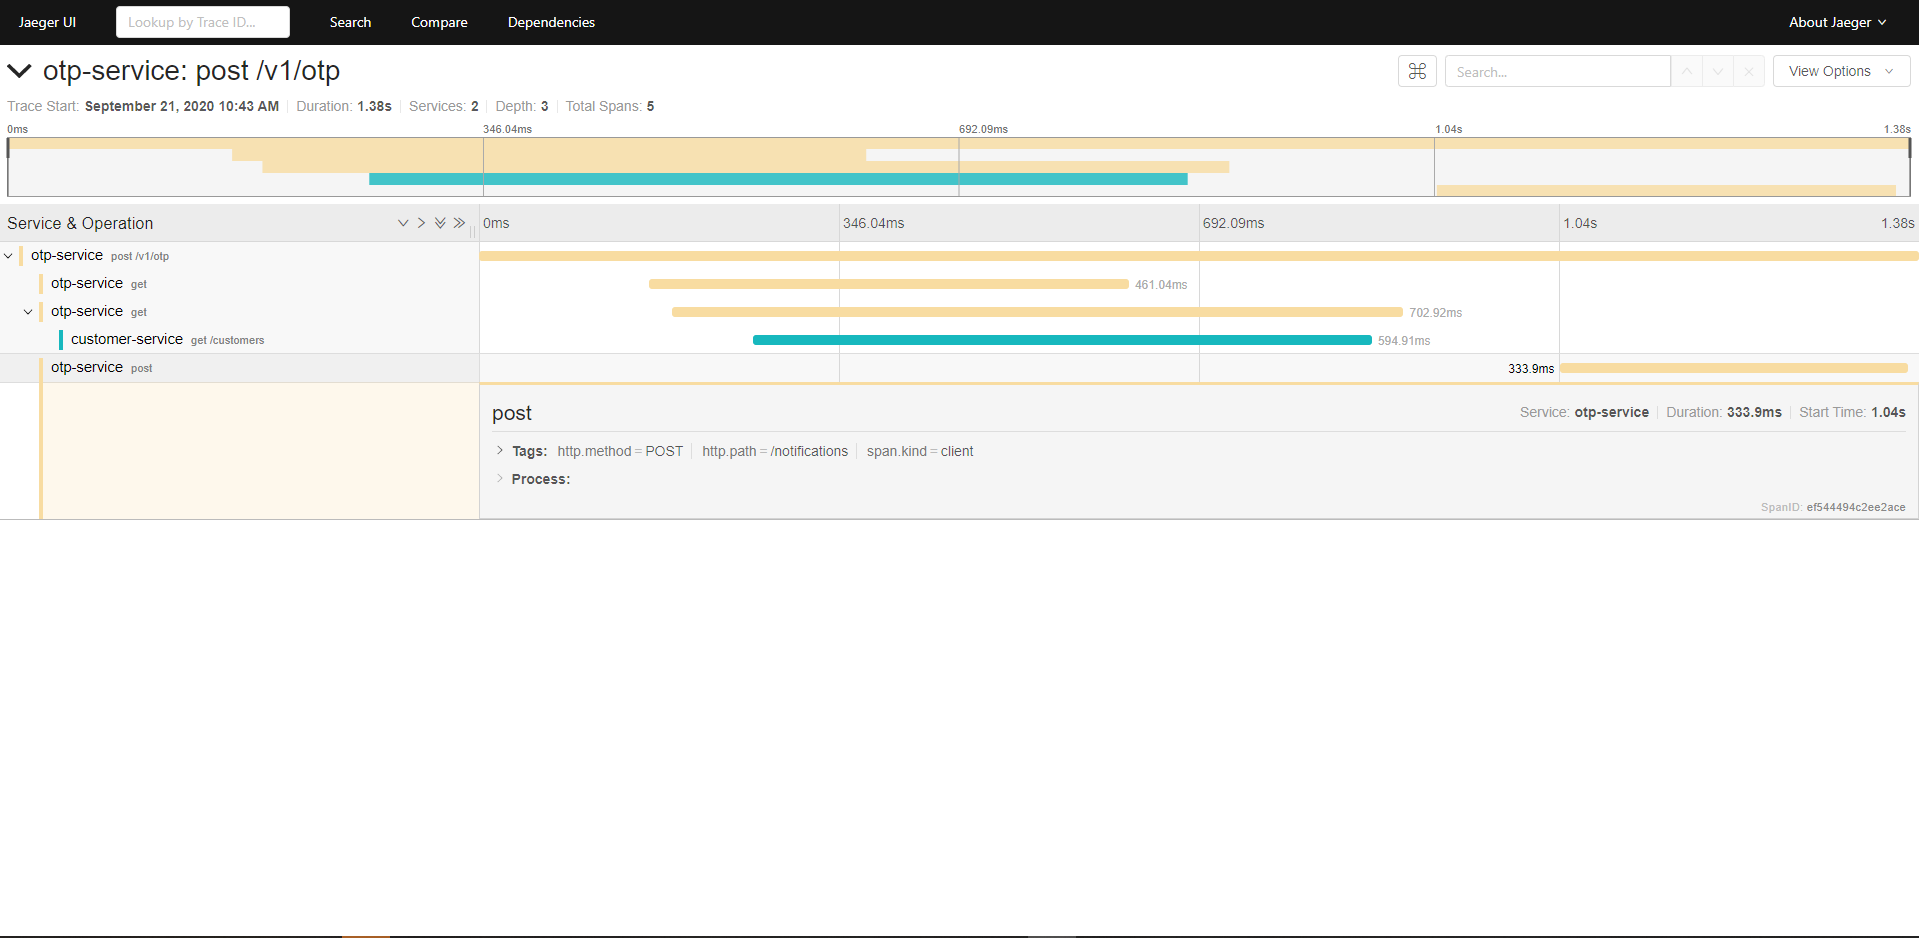 Jaeger UI Lookup by Trace ID... Search Compare Dependencies About Jaeger
otp-service: post /v1/otp Search... View Options
Trace Start: September 21, 2020 10:43 AM Duration: 1.38s Services: 2 Depth: 3 Total Spans: 5
0ms 346.04ms 692.09ms 1.04s 1.38s
Service & Operation 0ms 346.04ms 692.09ms 1.04s 1.38s
otp-service post /v1/otp
otp-service get 461.04ms
otp-service get 702.92ms
customer-service get /customers 594.91ms
otp-service post 333.9ms
post Service: otp-service Duration: 333.9ms Start Time: 1.04s
Tags: http.method = POST http.path = /notifications span.kind = client
Process:
SpanID: ef544494c2ee2ace